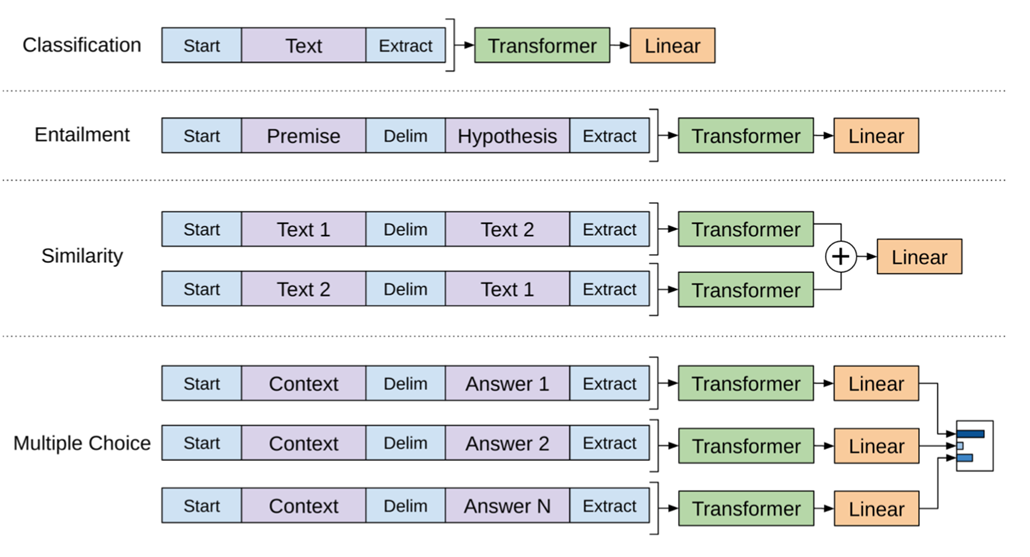 Classification Start Text Extract Transformer Linear
Entailment Start Premise Delim Hypothesis Extract Transformer Linear
Similarity
Start Text 1 Delim Text 2 Extract Transformer
Linear
Start Text 2 Delim Text 1 Extract Transformer
Multiple Choice
Start Context Delim Answer 1 Extract Transformer Linear
Start Context Delim Answer 2 Extract Transformer Linear
Start Context Delim Answer N Extract Transformer Linear